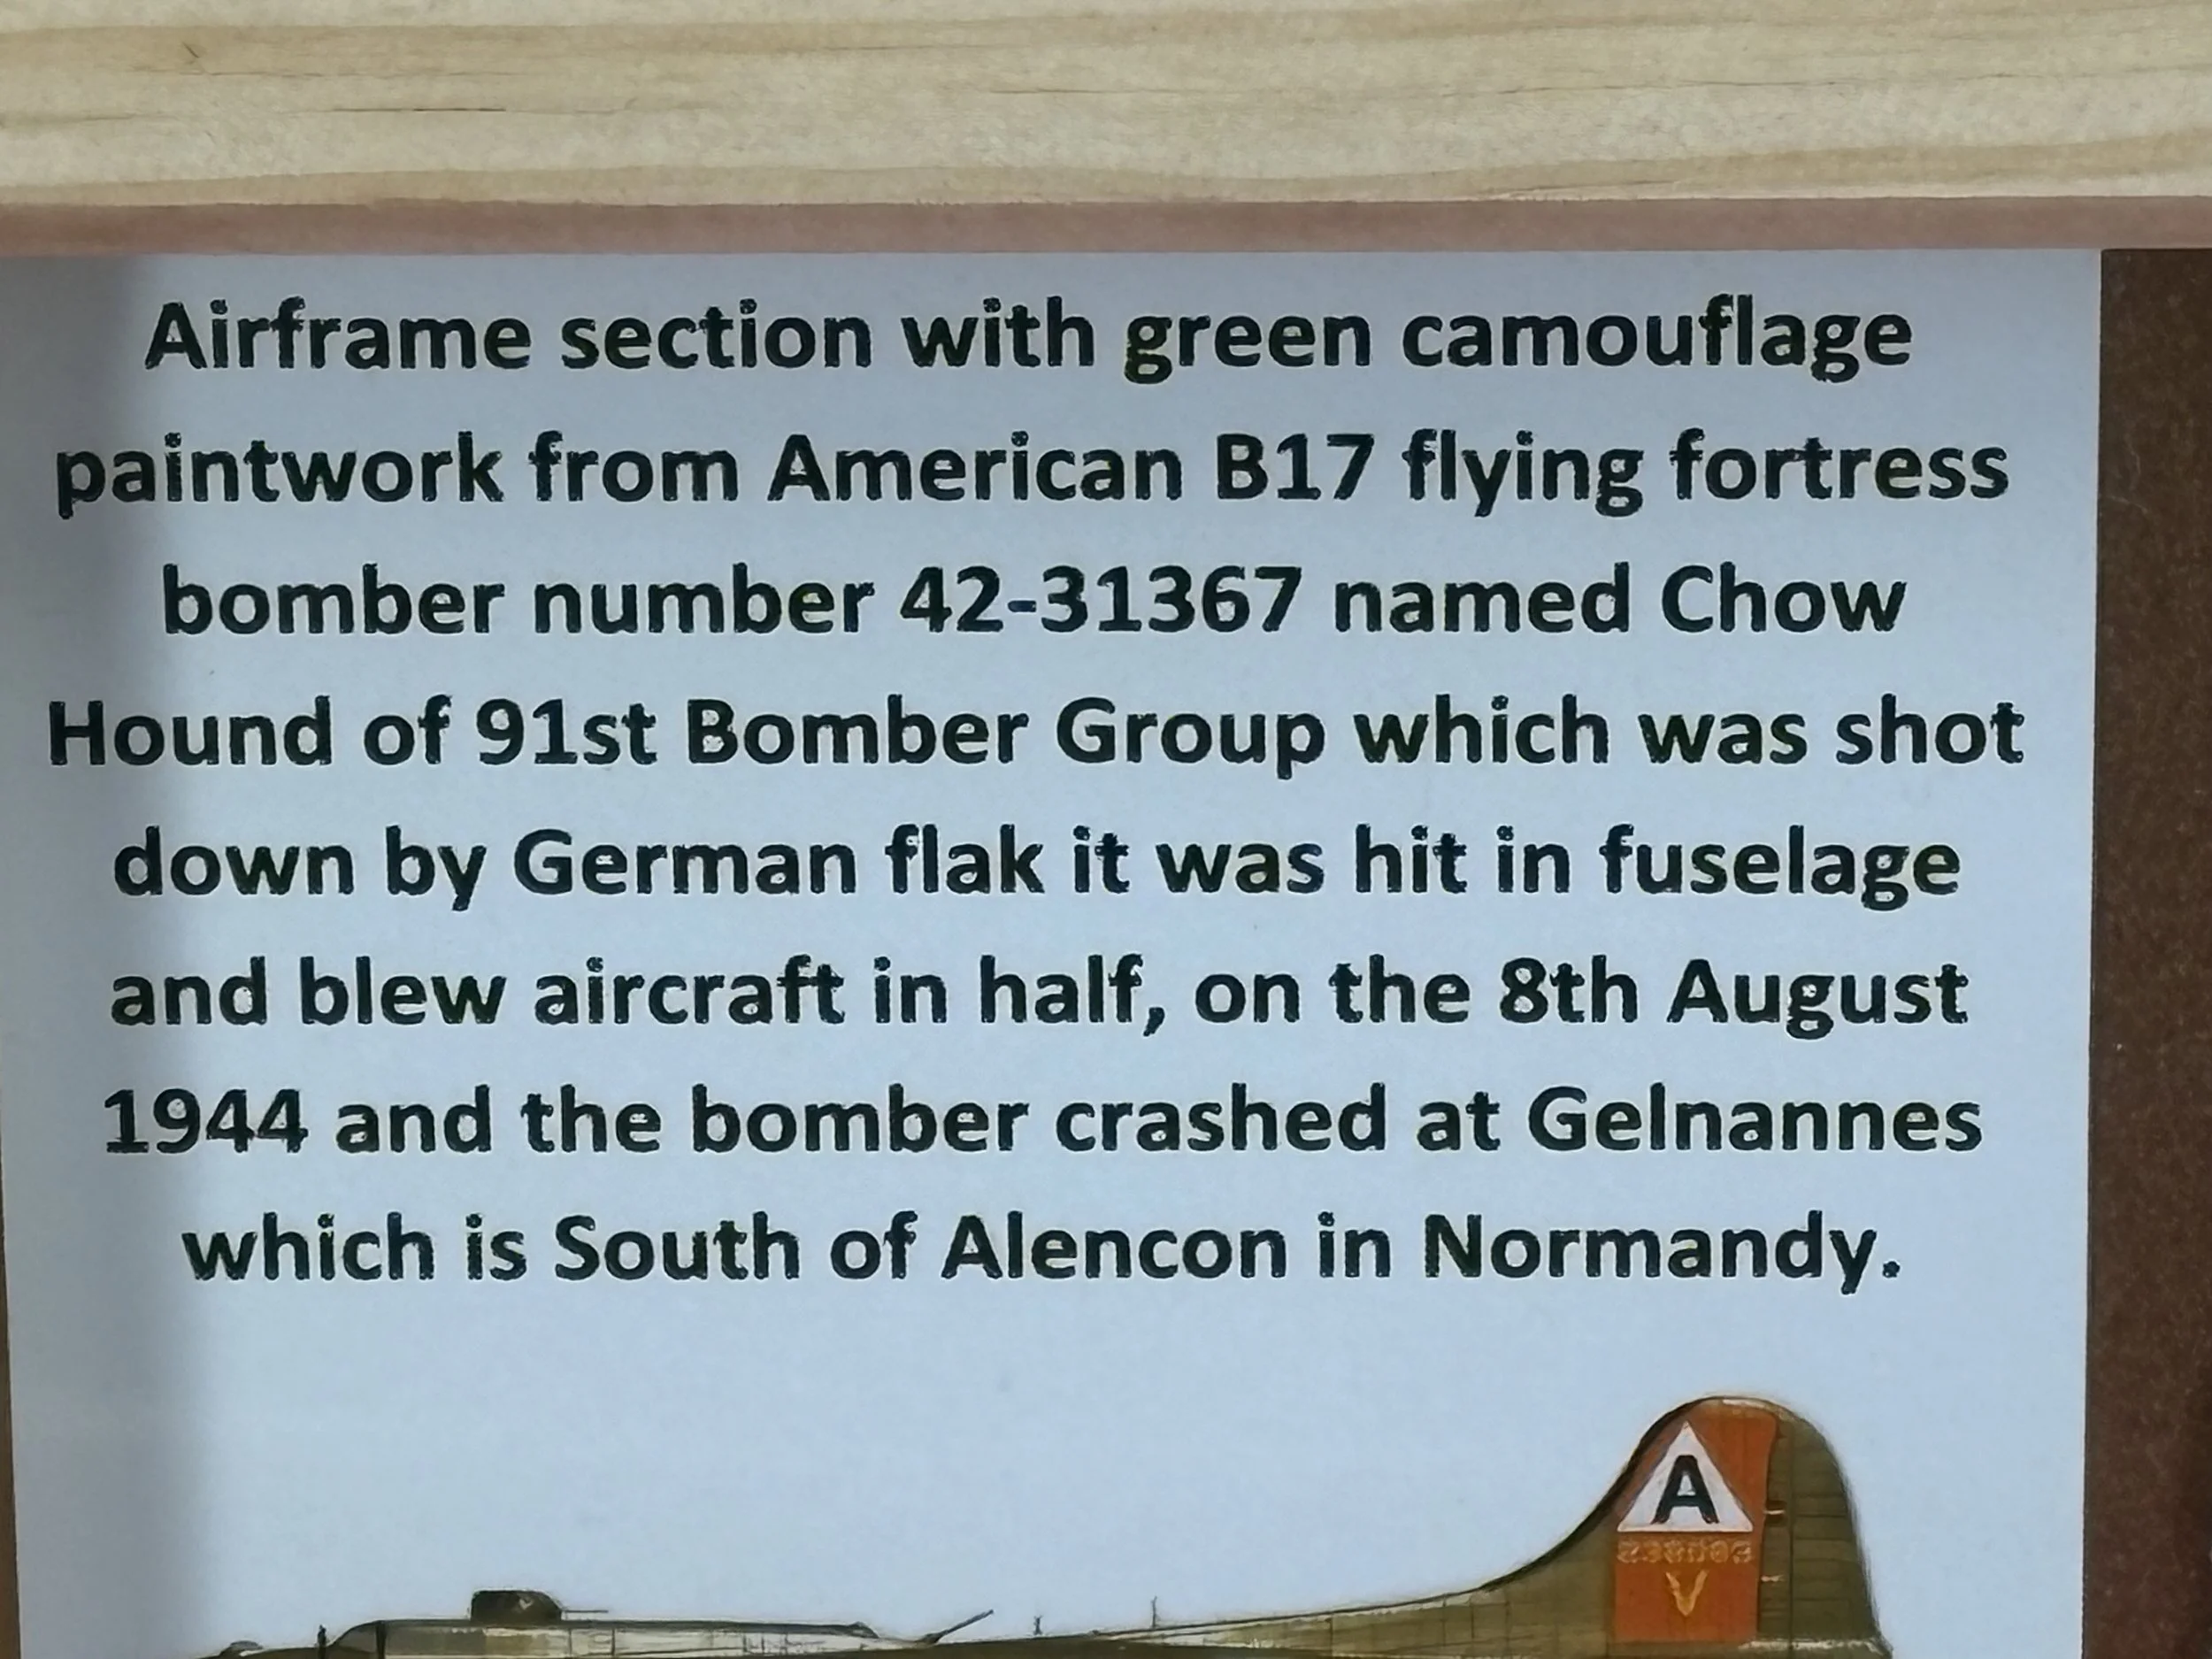 Airframe section with green camouflage
paintwork from American B17 flying fortress
bomber number 42-31367 named Chow
Hound of 91st Bomber Group which was shot
down by German flak it was hit in fuselage
and blew aircraft in half, on the 8th August
1944 and the bomber crashed at Gelnannes
which is South of Alencon in Normandy.
A
V